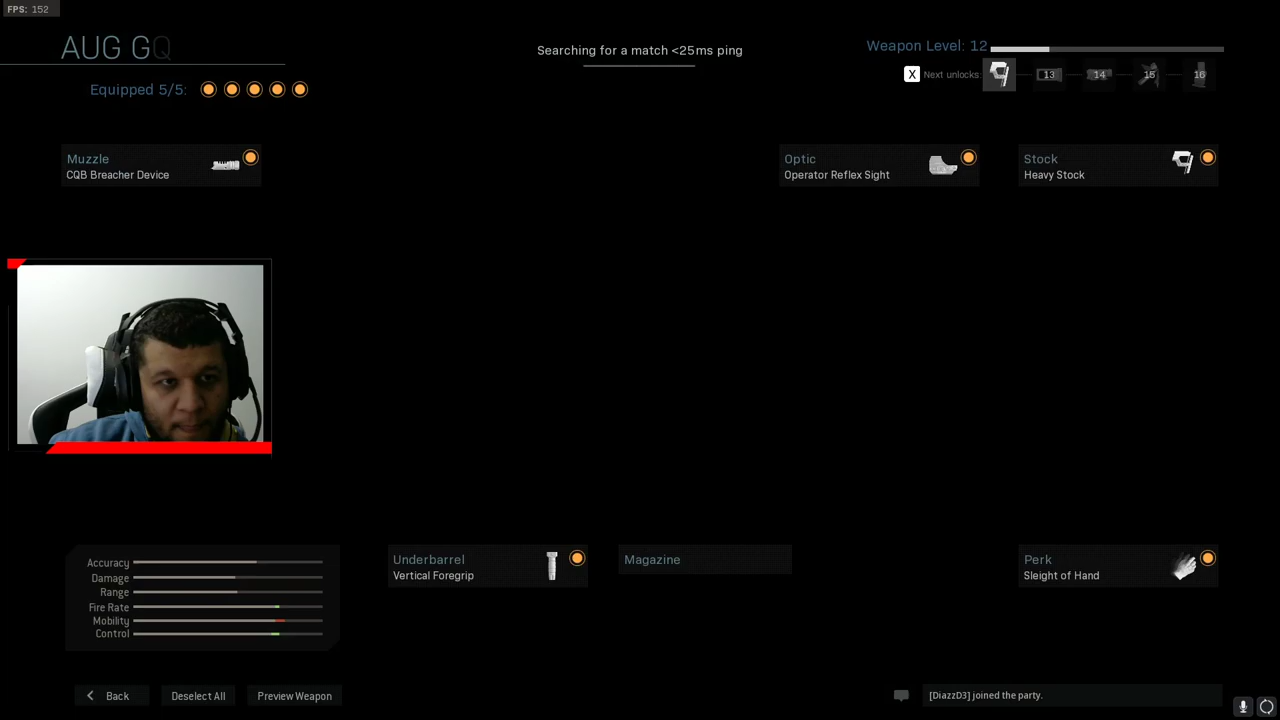 FPS: 152
AUG GQ
Searching for a match <25ms ping
Weapon Level: 12
Equipped 5/5:
X Next unlocks: 13 14 15 16
Muzzle
CQB Breacher Device
Optic
Operator Reflex Sight
Stock
Heavy Stock
Accuracy
Damage
Range
Fire Rate
Mobility
Control
Underbarrel
Vertical Foregrip
Magazine
Perk
Sleight of Hand
Back
Deselect All
Preview Weapon
[DiazzD3] joined the party.